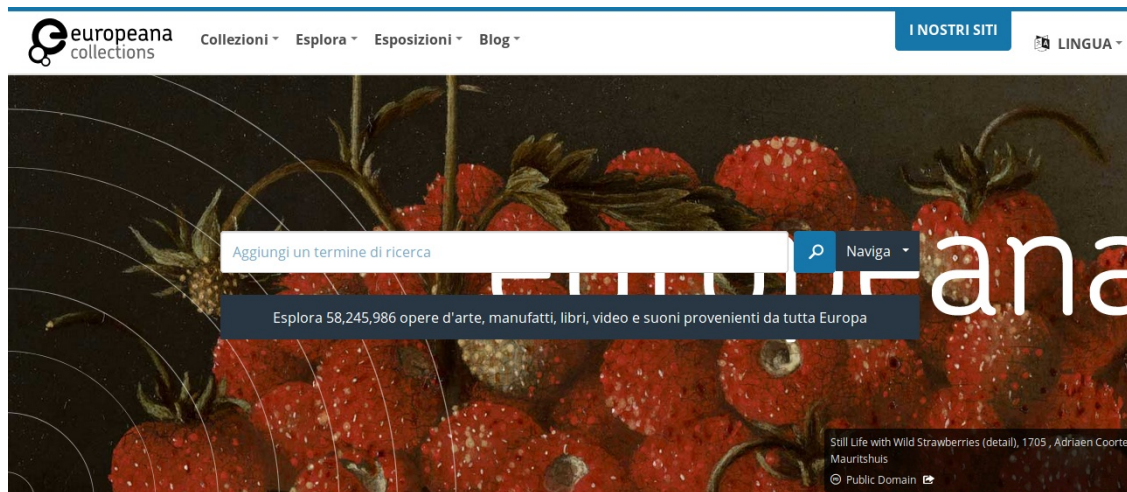 europeana
collections
Collezioni
Esplora
Esposizioni
Blog
I NOSTRI SITI
LINGUA
Aggiungi un termine di ricerca
Naviga
europeana
Esplora 58,245,986 opere d'arte, manufatti, libri, video e suoni provenienti da tutta Europa
Still Life with Wild Strawberries (detail), 1705 , Adriaen Coorte
Mauritshuis
Public Domain